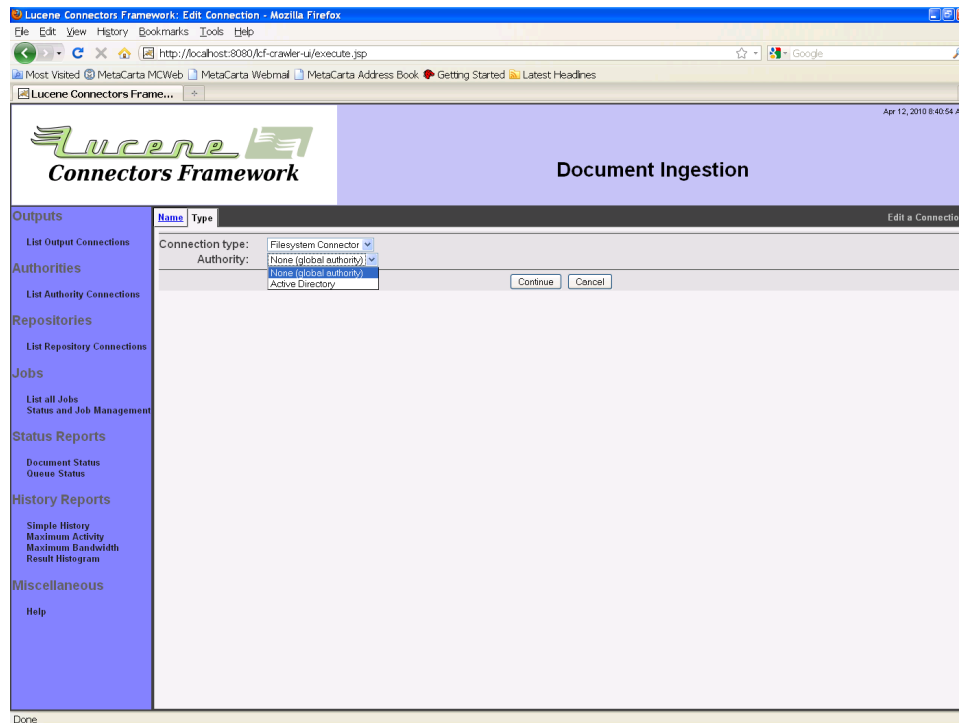 Lucene Connectors Framework: Edit Connection - Mozilla Firefox
File Edit View History Bookmarks Tools Help
http://localhost:8080/lcf-crawler-ui/execute.jsp
Google
Most Visited MetaCarta MCWeb MetaCarta Webmail MetaCarta Address Book Getting Started Latest Headlines
Lucene Connectors Frame...
Apr 12, 2010 8:40:54 A
Lucene
Connectors Framework
Document Ingestion
Outputs
List Output Connections
Authorities
List Authority Connections
Repositories
List Repository Connections
Jobs
List all Jobs
Status and Job Management
Status Reports
Document Status
Queue Status
History Reports
Simple History
Maximum Activity
Maximum Bandwidth
Result Histogram
Miscellaneous
Help
Name Type
Edit a Connectio
Connection type: Filesystem Connector
Authority: None (global authority)
None (global authority)
Active Directory
Continue Cancel
Done